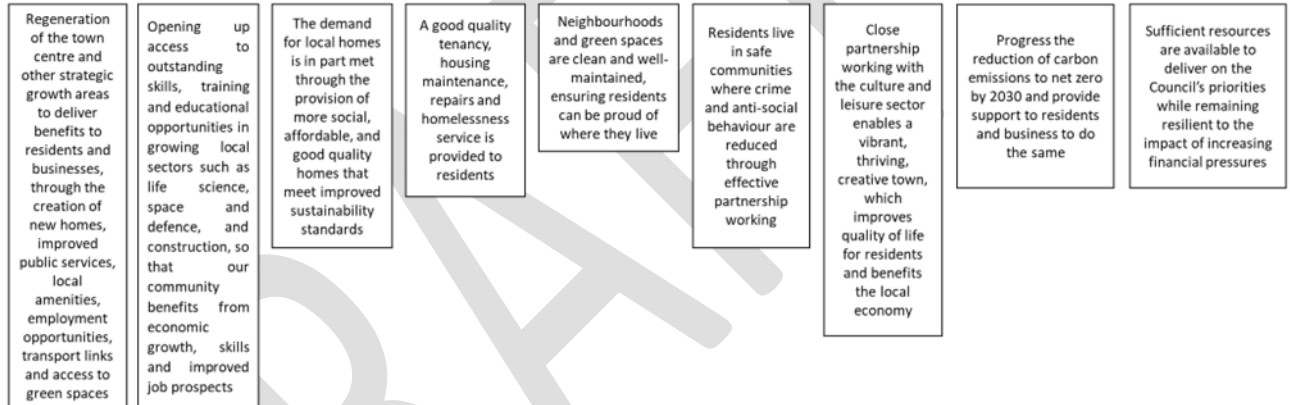 Regeneration
of the town
centre and
other strategic
growth areas
to deliver
benefits to
residents and
businesses,
through the
creation of
new homes,
improved
public services,
local
amenities,
employment
opportunities,
transport links
and access to
green spaces
Opening up
access to
outstanding
skills, training
and educational
opportunities in
growing local
sectors such as
life science,
space and
defence, and
construction, so
that our
community
benefits from
economic
growth, skills
and improved
job prospects
The demand
for local homes
is in part met
through the
provision of
more social,
affordable, and
good quality
homes that
meet improved
sustainability
standards
A good quality
tenancy,
housing
maintenance,
repairs and
homelessness
service is
provided to
residents
Neighbourhoods
and green spaces
are clean and well-
maintained,
ensuring residents
can be proud of
where they live
Residents live
in safe
communities
where crime
and anti-social
behaviour are
reduced
through
effective
partnership
working
Close
partnership
working with
the culture and
leisure sector
enables a
vibrant,
thriving,
creative town,
which
improves
quality of life
for residents
and benefits
the local
economy
Progress the
reduction of carbon
emissions to net zero
by 2030 and provide
support to residents
and business to do
the same
Sufficient resources
are available to
deliver on the
Council's priorities
while remaining
resilient to the
impact of increasing
financial pressures